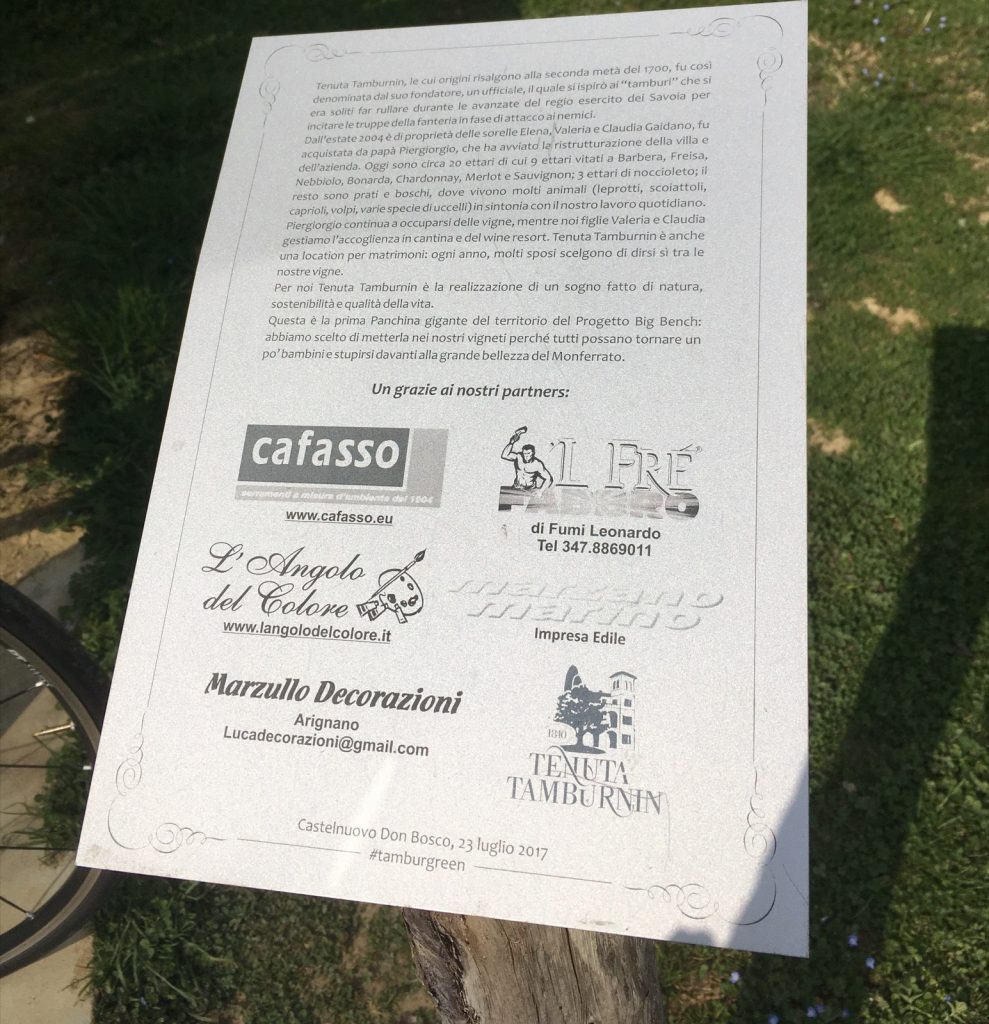 Tenuta Tamburnin, le cui origini risalgono alla seconda metà del 1700, fu così
denominata dal suo fondatore, un ufficiale, il quale si ispirò ai "tamburi" che si
era soliti far rullare durante le avanzate del regio esercito dei Savoia per
incitare le truppe della fanteria in fase di attacco ai nemici.
Dall'estate 2004 è di proprietà delle sorelle Elena, Valeria e Claudia Gaidano, fu
acquistata da papà Piergiorgio, che ha avviato la ristrutturazione della villa e
dell'azienda. Oggi sono circa 20 ettari di cui 9 ettari vitati a Barbera, Freisa,
Nebbiolo, Bonarda, Chardonnay, Merlot e Sauvignon; 3 ettari di noccioleto; il
resto sono prati e boschi, dove vivono molti animali (leprotti, scoiattoli,
caprioli, volpi, varie specie di uccelli) in sintonia con il nostro lavoro quotidiano.
Piergiorgio continua a occuparsi delle vigne, mentre noi figlie Valeria e Claudia
gestiamo l'accoglienza in cantina e del wine resort. Tenuta Tamburnin è anche
una location per matrimoni: ogni anno, molti sposi scelgono di dirsi sì tra le
nostre vigne.
Per noi Tenuta Tamburnin è la realizzazione di un sogno fatto di natura,
sostenibilità e qualità della vita.
Questa è la prima Panchina gigante del territorio del Progetto Big Bench:
abbiamo scelto di metterla nei nostri vigneti perché tutti possano tornare un
po' bambini e stupirsi davanti alla grande bellezza del Monferrato.
Un grazie ai nostri partners:
cafasso
serramenti a misura d'ambiente dal 1904
www.cafasso.eu
'L FRÉ
FABBRO
di Fumi Leonardo
Tel 347.8869011
L'Angolo
del Colore
www.langolodelcolore.it
marzano
marino
Impresa Edile
Marzullo Decorazioni
Arignano
Lucadecorazioni@gmail.com
1810
TENUTA
TAMBURNIN
Castelnuovo Don Bosco, 23 luglio 2017
#tamburgreen